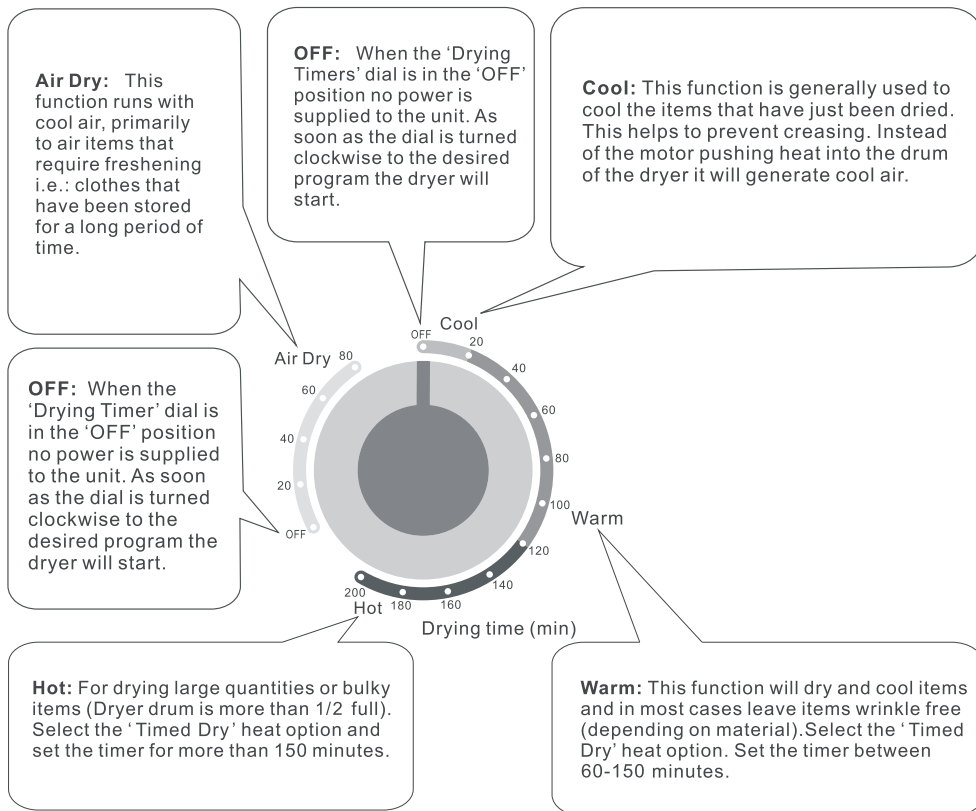 Air Dry: This
function runs with
cool air, primarily
to air items that
require freshening
i.e.: clothes that
have been stored
for a long period of
time.
OFF: When the ‘Drying
Timers’ dial is in the ‘OFF’
position no power is
supplied to the unit. As
soon as the dial is turned
clockwise to the desired
program the dryer will
start.
Cool: This function is generally used to
cool the items that have just been dried.
This helps to prevent creasing. Instead
of the motor pushing heat into the drum
of the dryer it will generate cool air.
OFF: When the
‘Drying Timer’ dial is
in the ‘OFF’ position
no power is supplied
to the unit. As soon
as the dial is turned
clockwise to the
desired program the
dryer will start.
OFF
Cool
20
40
60
80
100
Warm
120
140
160
180
200
Hot
Drying time (min)
Air Dry
80
60
40
20
OFF
Hot: For drying large quantities or bulky
items (Dryer drum is more than 1/2 full).
Select the ‘ Timed Dry’ heat option and
set the timer for more than 150 minutes.
Warm: This function will dry and cool items
and in most cases leave items wrinkle free
(depending on material).Select the ‘ Timed
Dry’ heat option. Set the timer between
60-150 minutes.